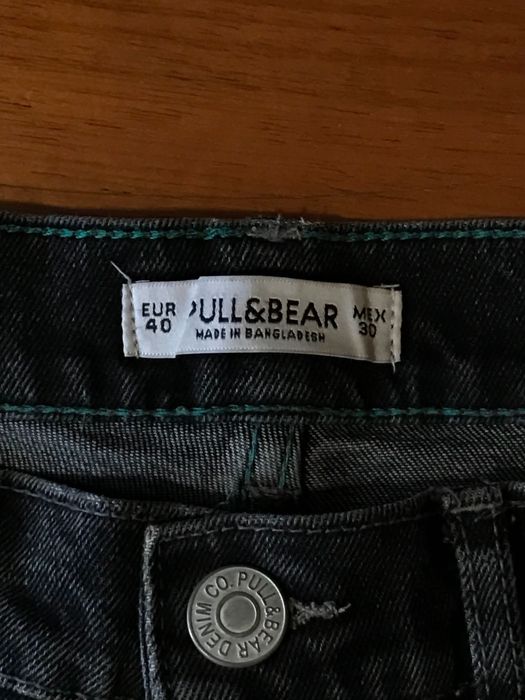 EUR
40
PULL&BEAR
MADE IN BANGLADESH
MEX
30
DENIM CO. PULL&BEAR